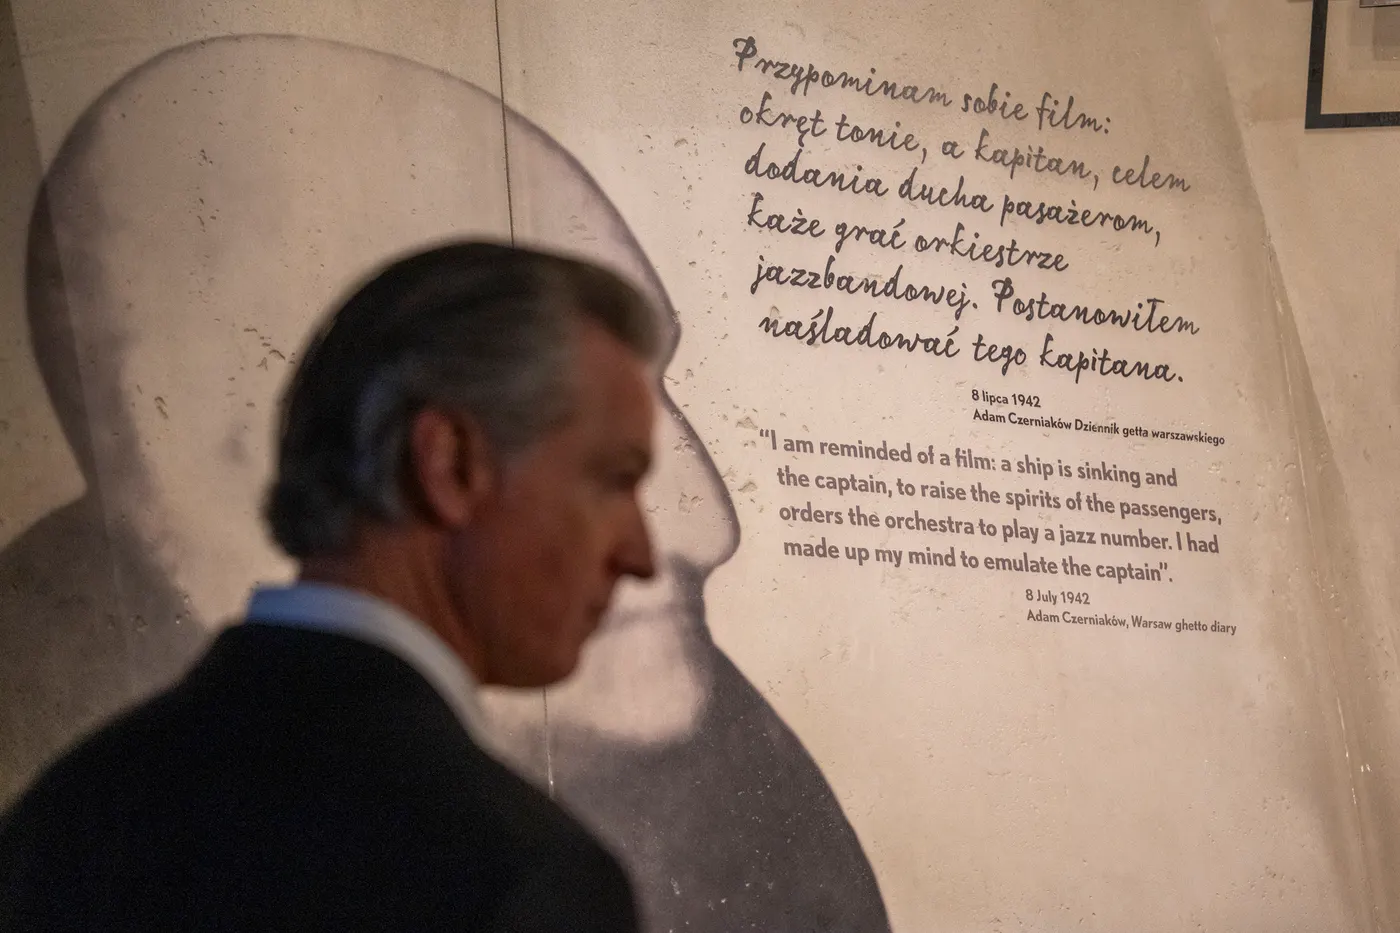 Przypominam sobie film:
okręt tonie, a kapitan, celem
dodania ducha pasażerom,
każe grać orkiestrze
jazzbandowej. Postanowiłem
naśladować tego kapitana.
8 lipca 1942
Adam Czerniaków Dziennik getta warszawskiego
“I am reminded of a film: a ship is sinking and
the captain, to raise the spirits of the passengers,
orders the orchestra to play a jazz number. I had
made up my mind to emulate the captain”.
8 July 1942
Adam Czerniaków, Warsaw ghetto diary